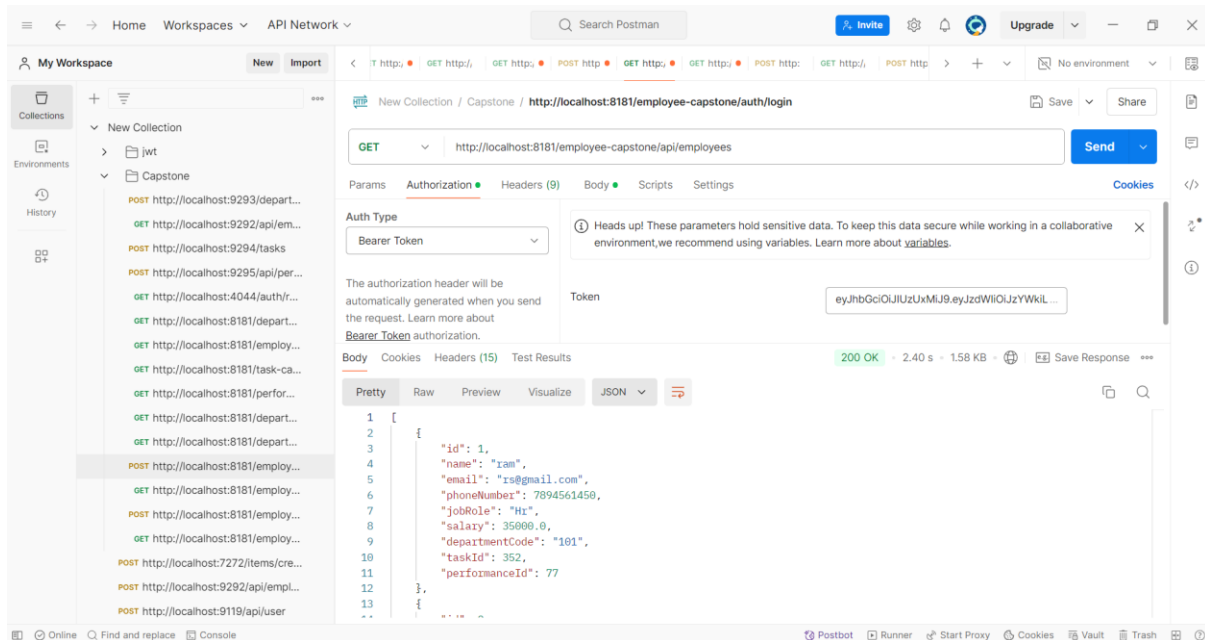 Home Workspaces API Network Search Postman Invite Upgrade
My Workspace New Import
GET http:/, GET http:, POST http GET http:, GET http:/, POST http: GET http:/, POST http No environment
Collections
Environments
History
New Collection
jwt
Capstone
POST http://localhost:9293/depart...
GET http://localhost:9292/api/em...
POST http://localhost:9294/tasks
POST http://localhost:9295/api/per...
GET http://localhost:4044/auth/r...
GET http://localhost:8181/depart...
GET http://localhost:8181/employ...
GET http://localhost:8181/task-ca...
GET http://localhost:8181/perfor...
GET http://localhost:8181/depart...
GET http://localhost:8181/depart...
POST http://localhost:8181/employ...
GET http://localhost:8181/employ...
POST http://localhost:8181/employ...
GET http://localhost:8181/employ...
POST http://localhost:7272/items/cre...
POST http://localhost:9292/api/empl...
POST http://localhost:9119/api/user
HTTP New Collection / Capstone / http://localhost:8181/employee-capstone/auth/login Save Share
GET http://localhost:8181/employee-capstone/api/employees Send
Params Authorization Headers (9) Body Scripts Settings Cookies
Auth Type
Bearer Token
The authorization header will be
automatically generated when you send
the request. Learn more about
Bearer Token authorization.
Heads up! These parameters hold sensitive data. To keep this data secure while working in a collaborative
environment,we recommend using variables. Learn more about variables.
Token eyJhbGciOiJIUzUxMiJ9.eyJzdWIiOiJzYWkiL ...
Body Cookies Headers (15) Test Results 200 OK 2.40 s 1.58 KB Save Response
Pretty Raw Preview Visualize JSON
1 [
2 {
3 "id": 1,
4 "name": "ram",
5 "email": "rs@gmail.com",
6 "phoneNumber": 7894561450,
7 "jobRole": "Hr",
8 "salary": 35000.0,
9 "departmentCode": "101",
10 "taskId": 352,
11 "performanceId": 77
12 },
13 {
Online Find and replace Console Postbot Runner Start Proxy Cookies Vault Trash